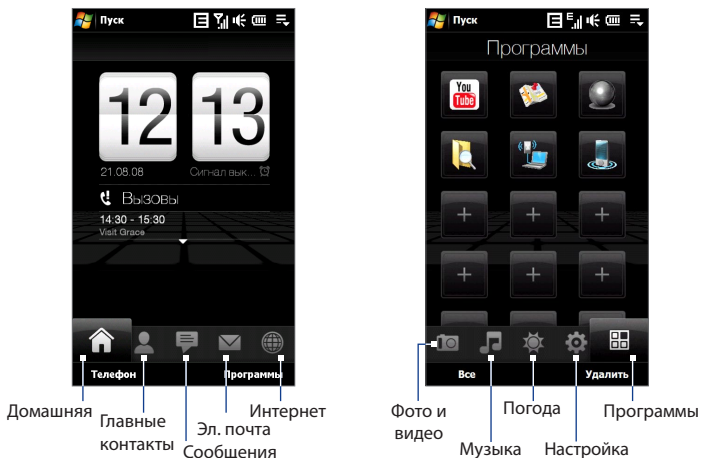 Пуск
12 13
21.08.08 Сигнал вык...
Вызовы
14:30 - 15:30
Visit Grace
Телефон Программы
Домашняя
Главные контакты
Сообщения
Эл. почта
Интернет
Пуск
E
Программы
You Tube
Все Удалить
Фото и видео
Музыка
Погода
Настройка
Программы